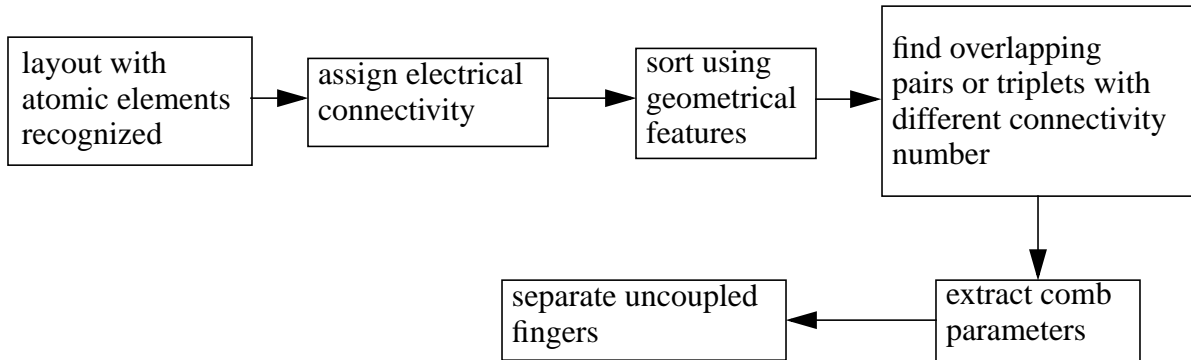 layout with
atomic elements
recognized
assign electrical
connectivity
sort using
geometrical
features
find overlapping
pairs or triplets with
different connectivity
number
extract comb
parameters
separate uncoupled
fingers